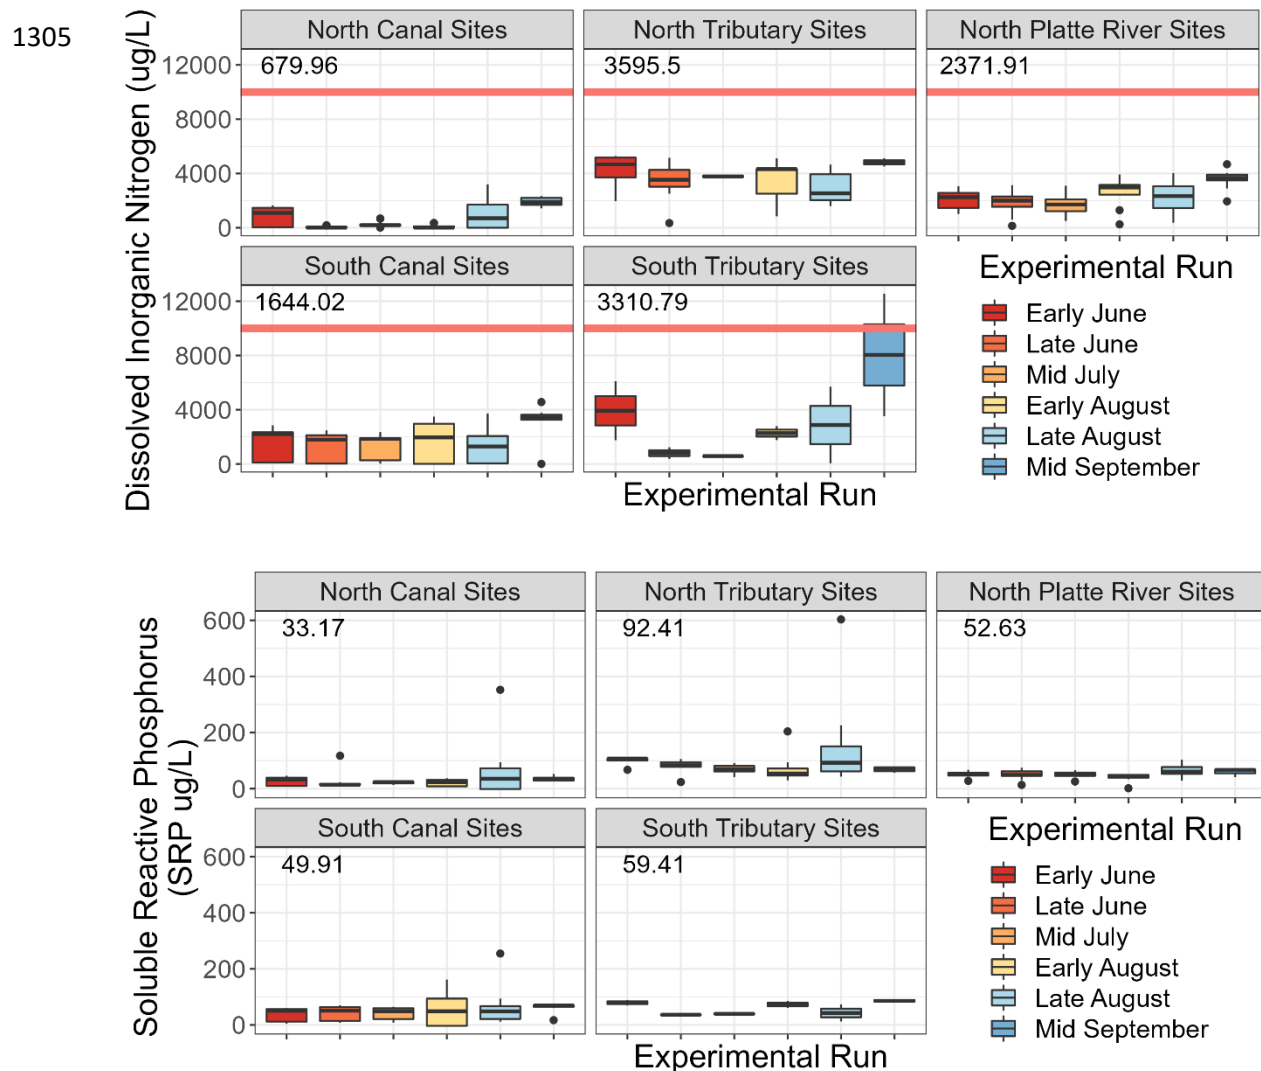 1305
Dissolved Inorganic Nitrogen (ug/L)
North Canal Sites
North Tributary Sites
North Platte River Sites
12000
8000
4000
0
679.96
3595.5
2371.91
South Canal Sites
South Tributary Sites
12000
8000
4000
0
1644.02
3310.79
Experimental Run
Experimental Run
Early June
Late June
Mid July
Early August
Late August
Mid September
Soluble Reactive Phosphorus
(SRP ug/L)
North Canal Sites
North Tributary Sites
North Platte River Sites
600
400
200
0
33.17
92.41
52.63
South Canal Sites
South Tributary Sites
600
400
200
0
49.91
59.41
Experimental Run
Experimental Run
Early June
Late June
Mid July
Early August
Late August
Mid September